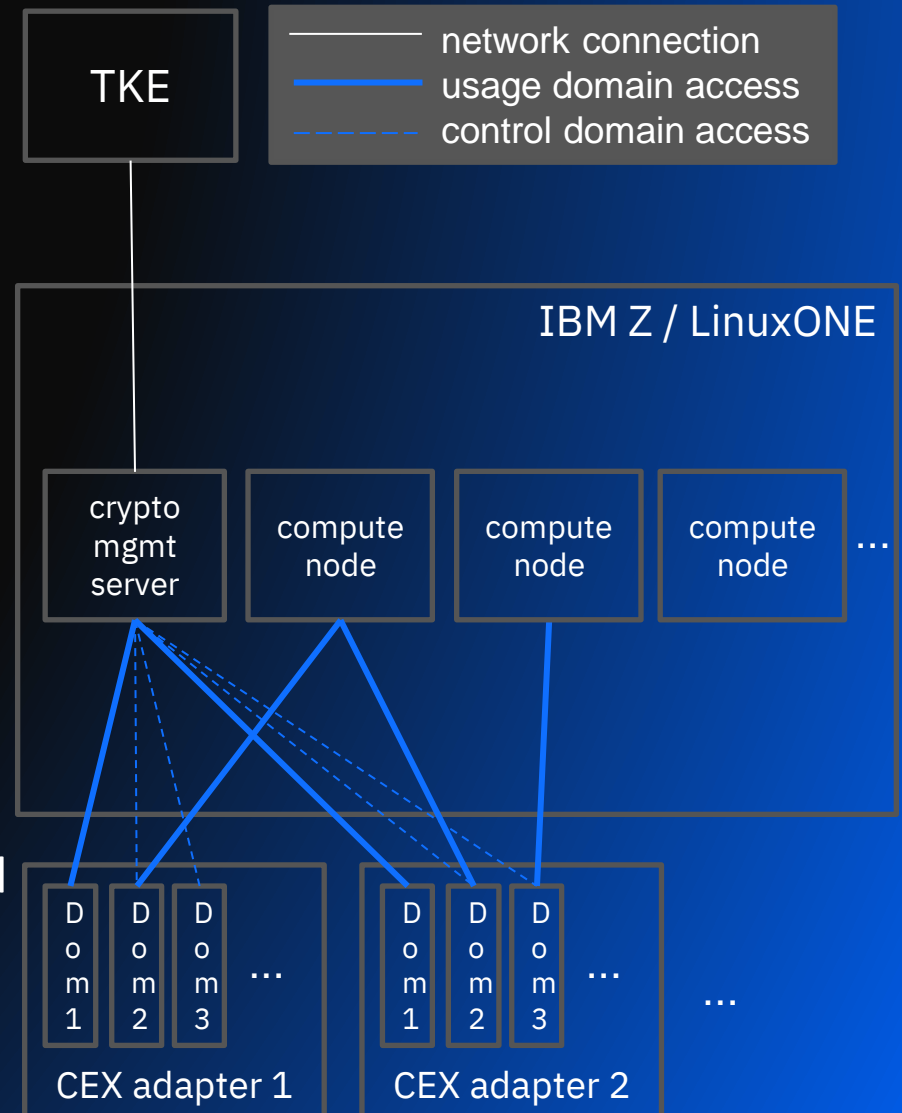 TKE
network connection
usage domain access
control domain access
IBM Z / LinuxONE
crypto
mgmt
server
compute
node
compute
node
compute
node
...
D
o
m
1
D
o
m
2
D
o
m
3
...
CEX adapter 1
D
o
m
1
D
o
m
2
D
o
m
3
...
CEX adapter 2
...